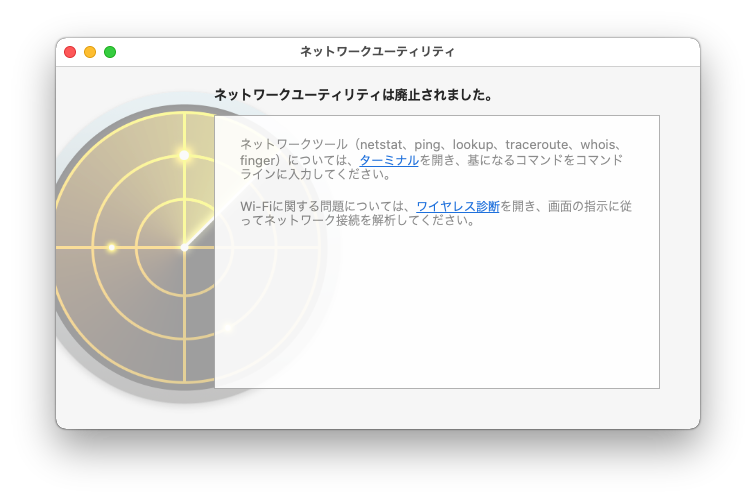 ネットワークユーティリティ
ネットワークユーティリティは廃止されました。
ネットワークツール（netstat、ping、lookup、traceroute、whois、
finger）については、ターミナルを開き、基になるコマンドをコマンド
ラインに入力してください。
Wi-Fiに関する問題については、ワイヤレス診断を開き、画面の指示に従
ってネットワーク接続を解析してください。